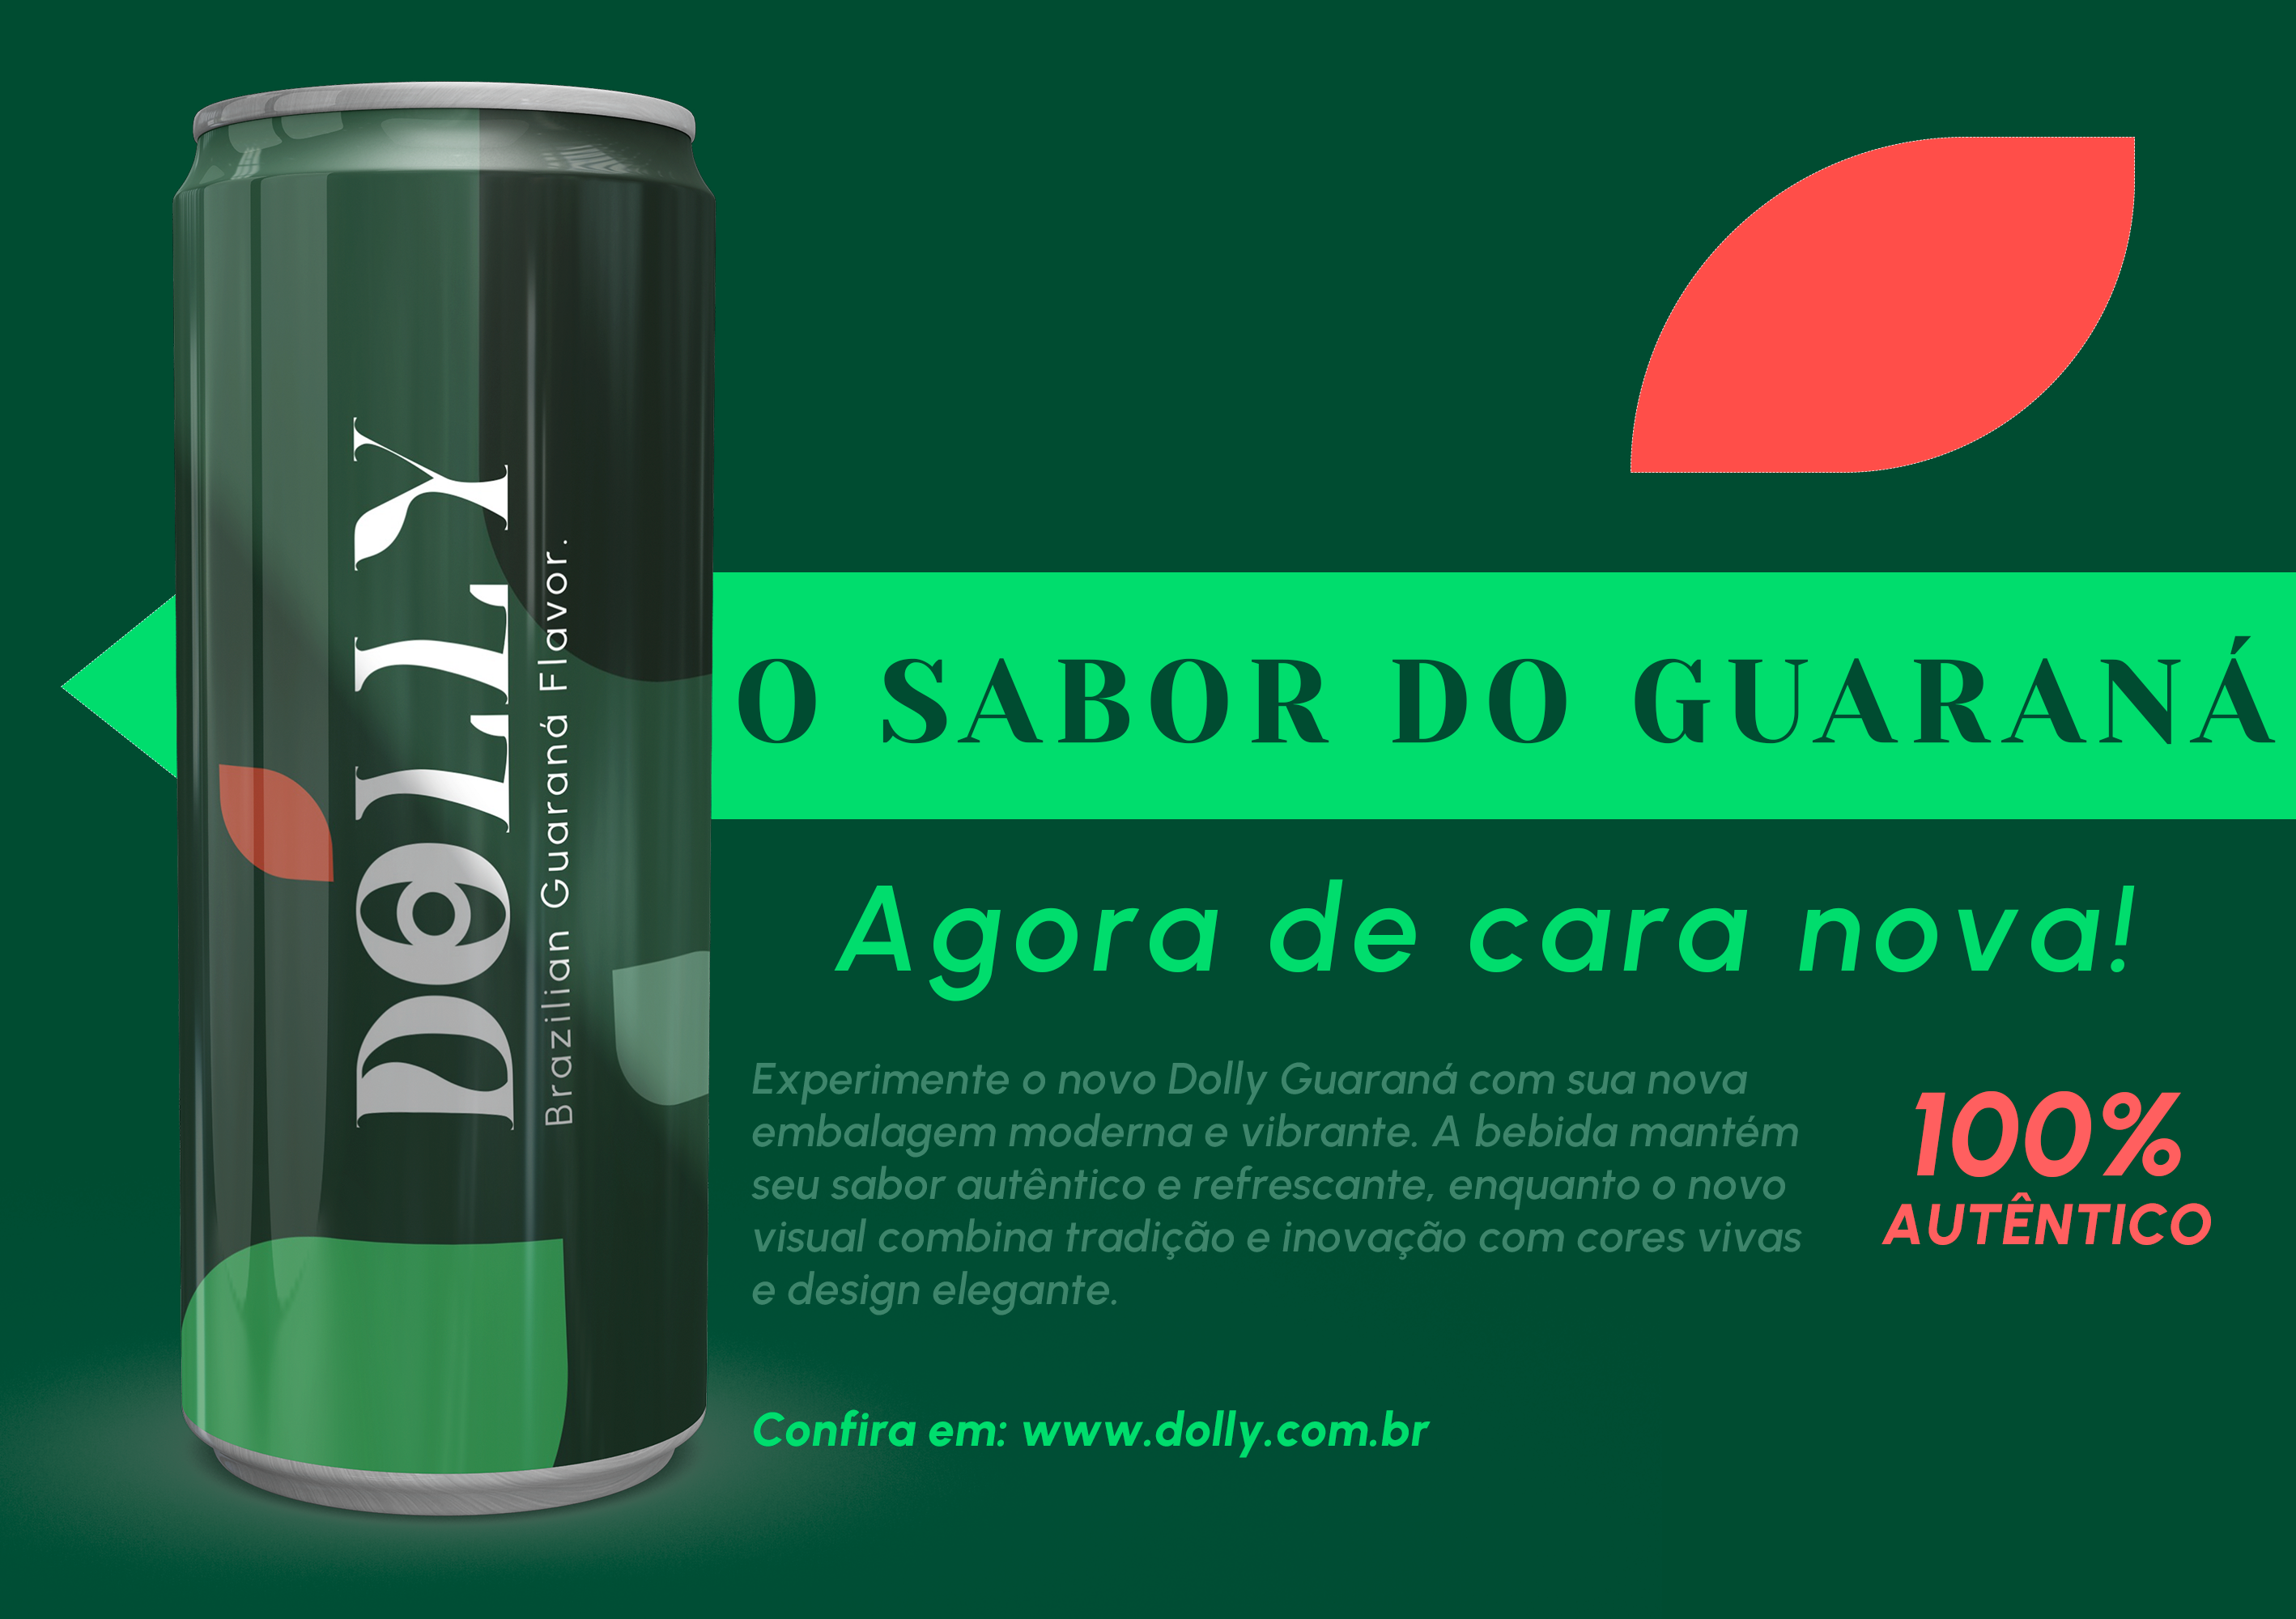 DOLLY
Brazilian Guaraná Flavor.
O SABOR DO GUARANÁ
Agora de cara nova!
Experimente o novo Dolly Guaraná com sua nova
embalagem moderna e vibrante. A bebida mantém
seu sabor autêntico e refrescante, enquanto o novo
visual combina tradição e inovação com cores vivas
e design elegante.
100%
AUTÊNTICO
Confira em: www.dolly.com.br